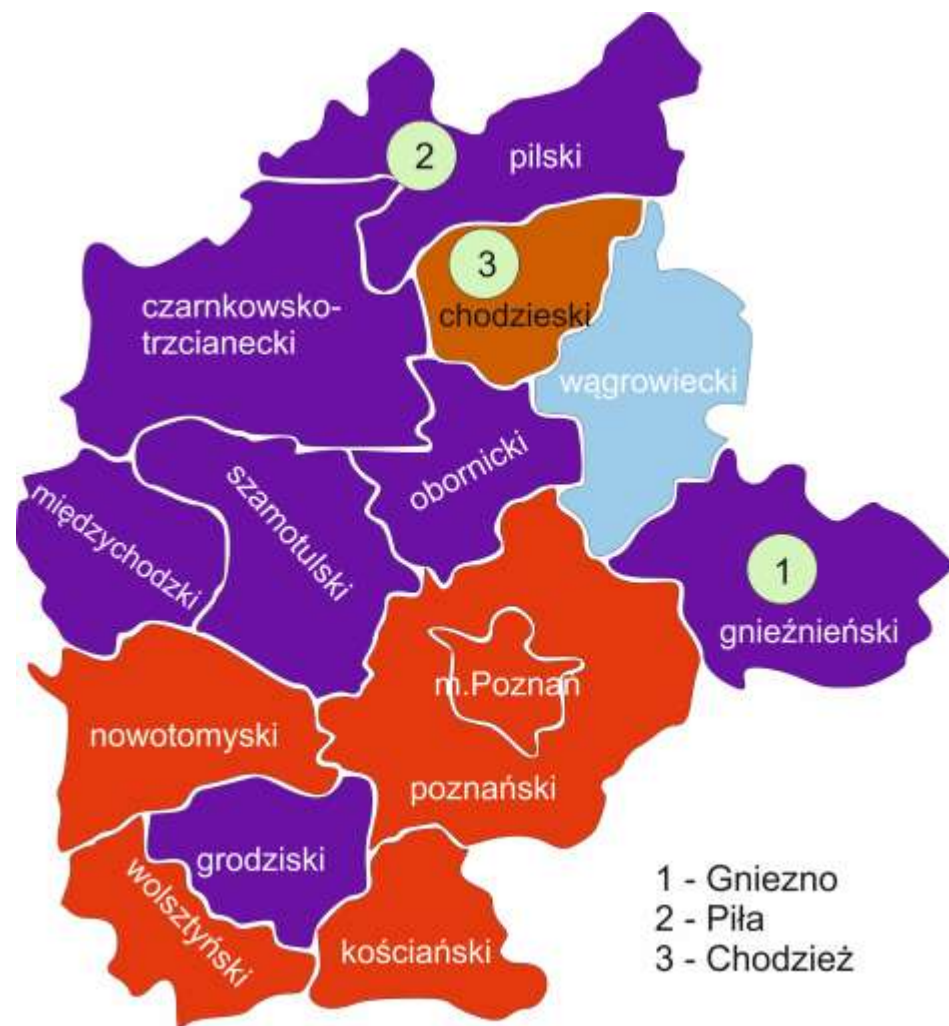 2
pilski
3
czarnkowsko-
trzcianecki
chodzieski
wągrowiecki
obornicki
szamotulski
międzychodzki
1
gnieźnieński
m.Poznań
nowotomyski
poznański
grodziski
wolsztyński
kościański
1 - Gniezno
2 - Piła
3 - Chodzież